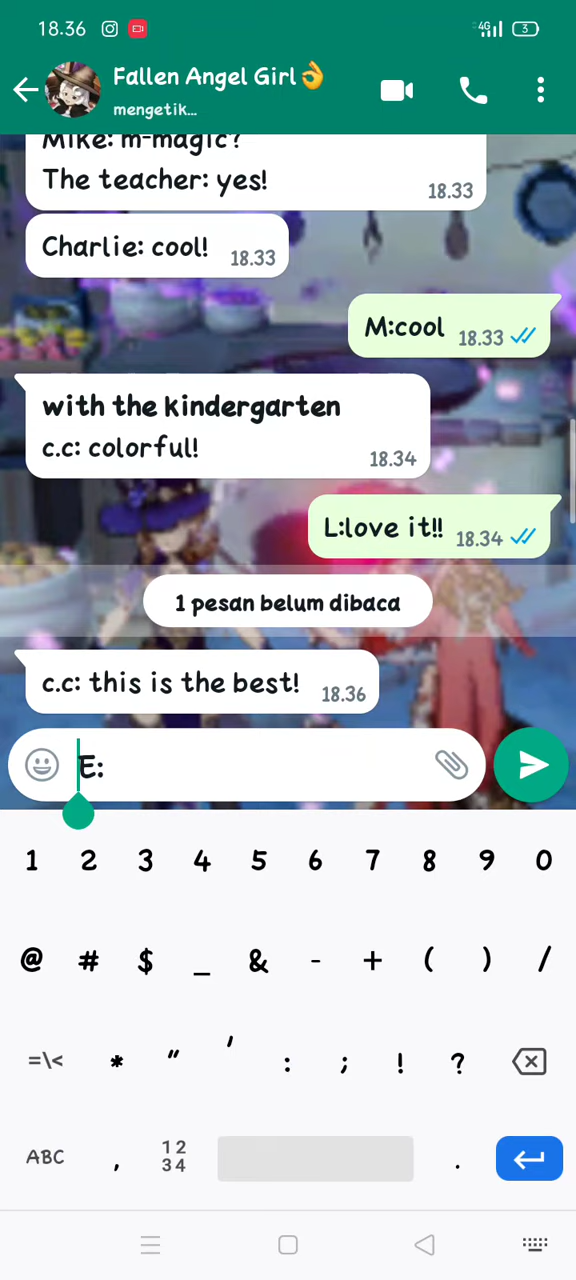 18.36
4G
3
Fallen Angel Girl👌
mengetik...
Mike: m-magic?
The teacher: yes!
18.33
Charlie: cool!
18.33
M:cool
18.33
with the kindergarten
c.c: colorful!
18.34
L:love it!!
18.34
1 pesan belum dibaca
c.c: this is the best!
18.36
E:
1 2 3 4 5 6 7 8 9 0
@ # $ _ & - + ( ) /
=\< * " ' : ; ! ?
ABC , 12 .
34